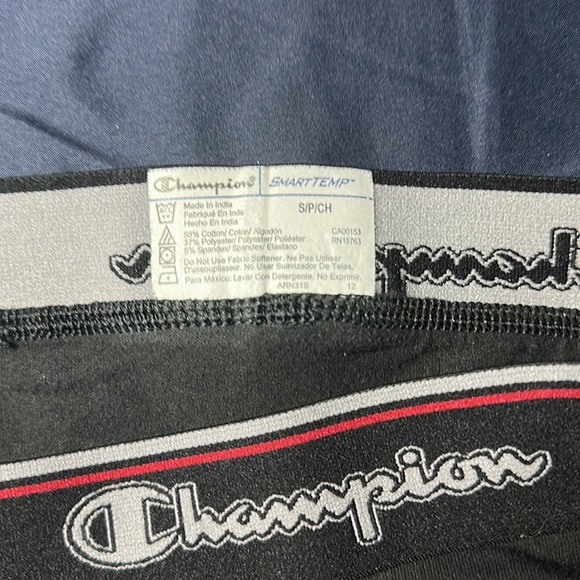 Champion SMARTTEMP™
Made In India
Fabriqué En Inde
Hecho En India
S/P/CH
58% Cotton/ Coton/ Algodón CA00153
37% Polyester/ Polyester/ Poliéster RN15763
5% Spandex/ Spandex/ Elastano
Do Not Use Fabric Softener. Ne Pas Utiliser
D'assouplisseur. No Usar Suavizador De Telas.
Para México: Lavar Con Detergente. No Exprimir.
ARN31S 12
Champion